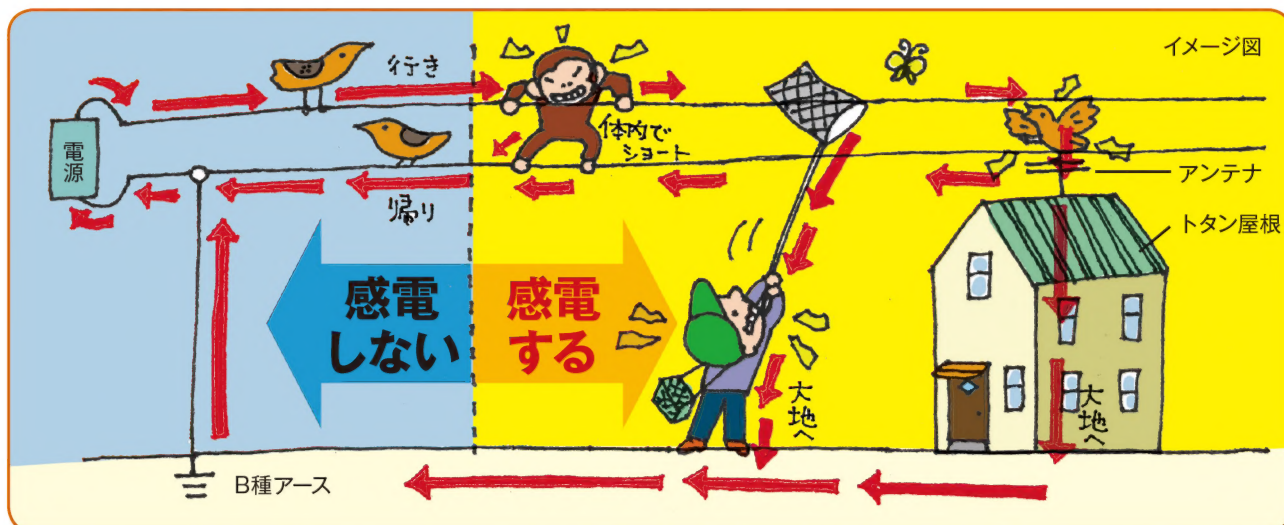 イメージ図
行き
体内で
ショート
電源
帰り
アンテナ
トタン屋根
感電
しない
感電
する
大地へ
大地へ
B種アース